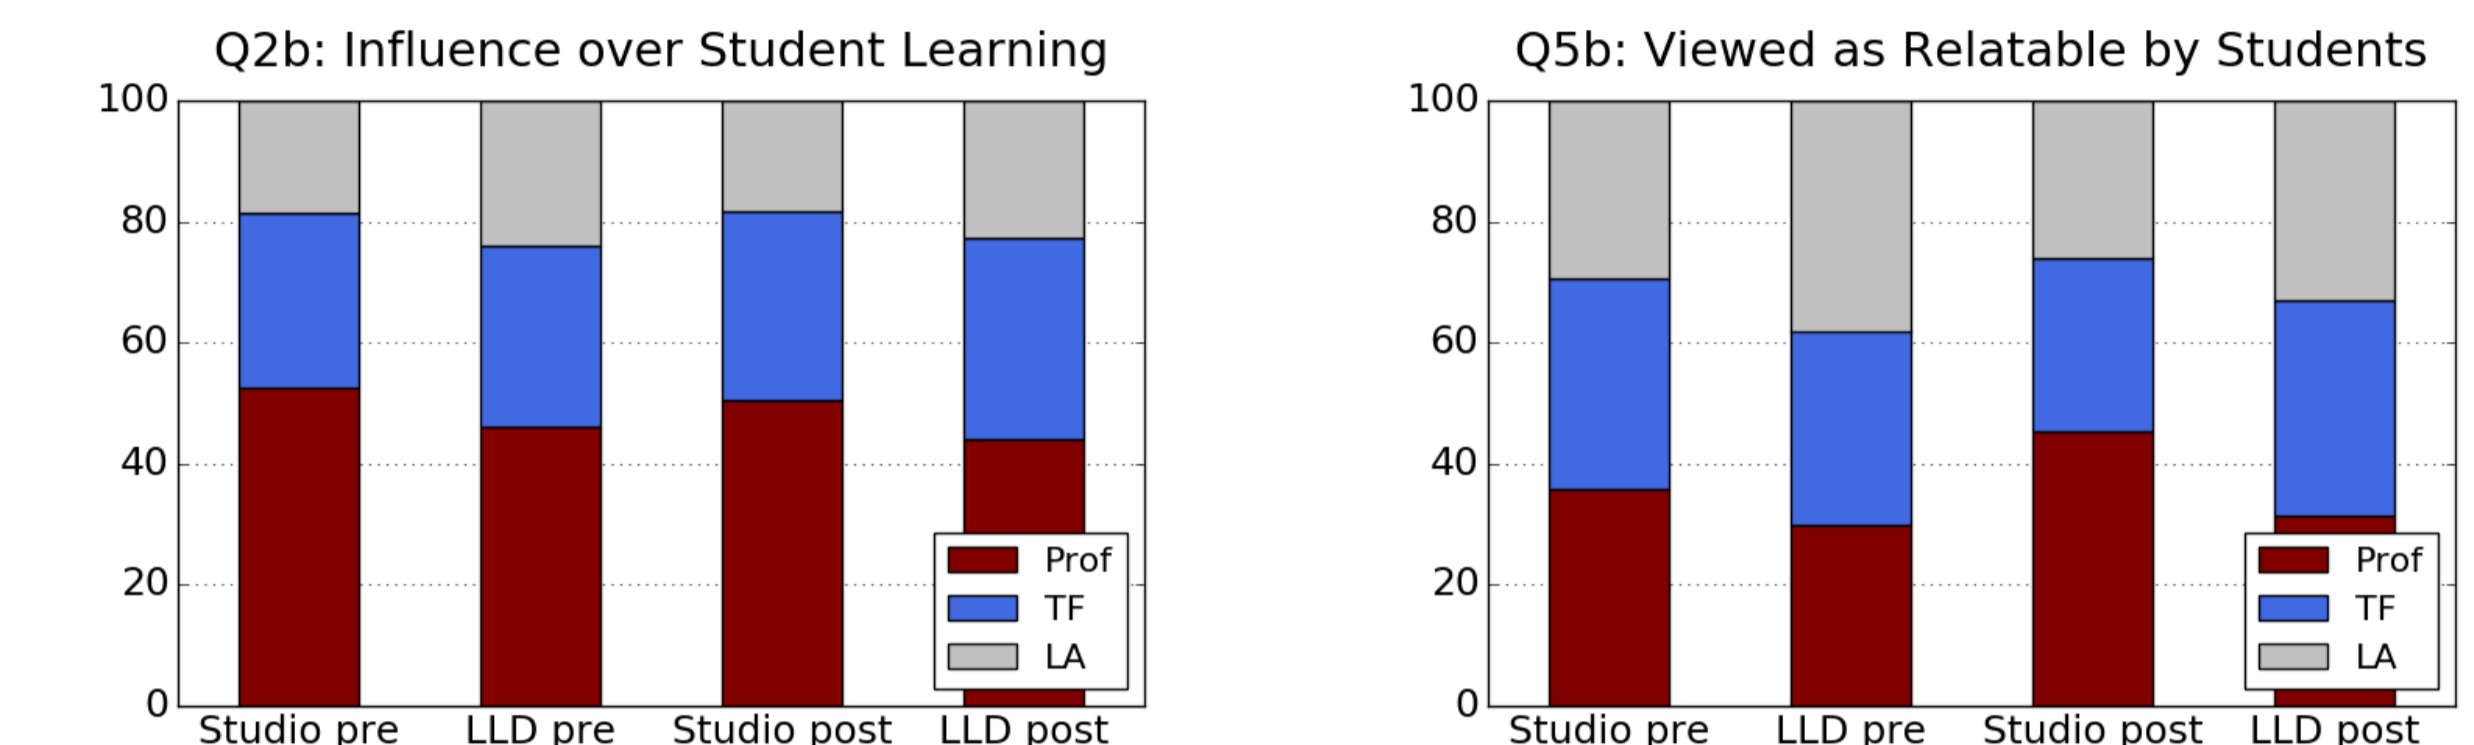 Q2b: Influence over Student Learning
100
80
60
40
20
0
Prof
TF
LA
Studio pre LLD pre Studio post LLD post
Q5b: Viewed as Relatable by Students
100
80
60
40
20
0
Prof
TF
LA
Studio pre LLD pre Studio post LLD post